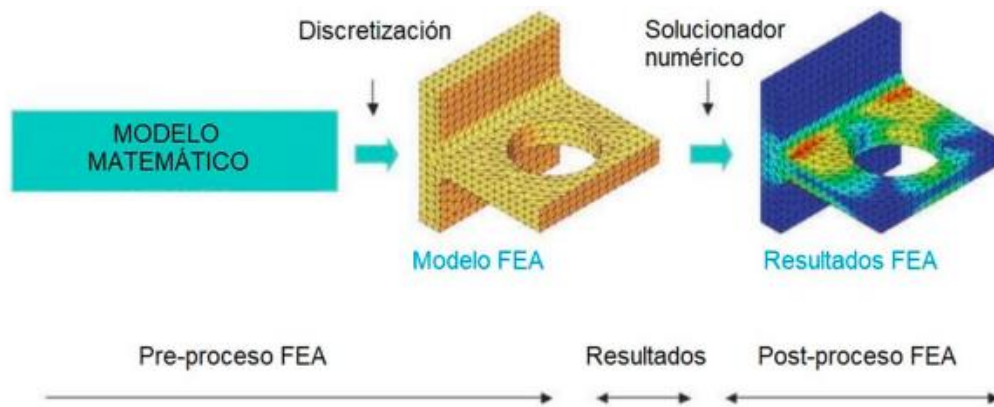 Discretización
Solucionador
numérico
MODELO
MATEMÁTICO
Modelo FEA
Resultados FEA
Pre-proceso FEA
Resultados
Post-proceso FEA